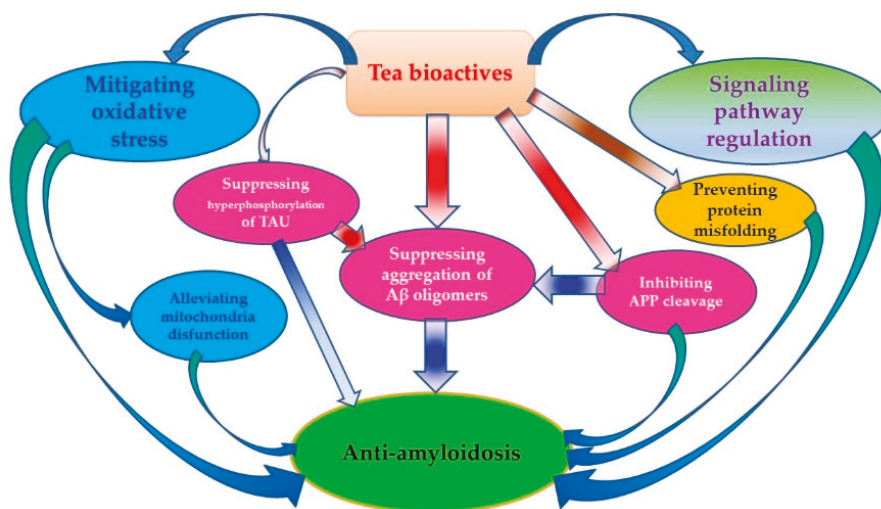 Tea bioactives
Mitigating
oxidative
stress
Signaling
pathway
regulation
Suppressing
hyperphosphorylation
of TAU
Preventing
protein
misfolding
Suppressing
aggregation of
Aβ oligomers
Inhibiting
APP cleavage
Alleviating
mitochondria
disfunction
Anti-amyloidosis